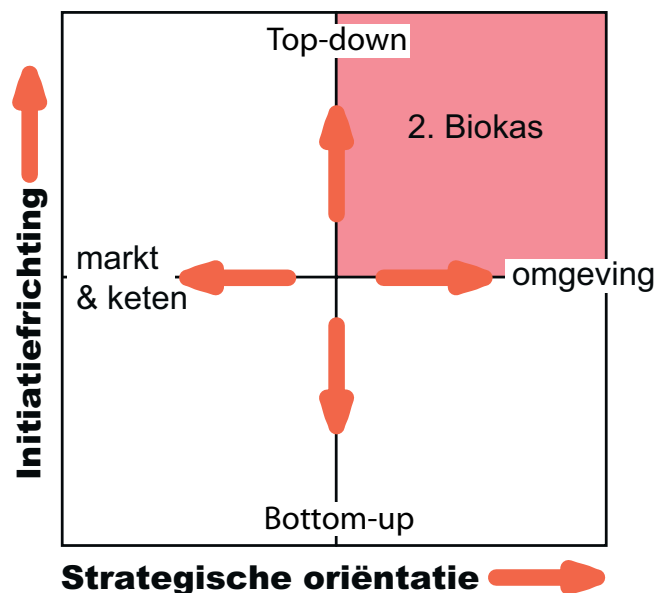 Top-down
2. Biokas
Initiatiefrichting
markt
& keten
omgeving
Bottom-up
Strategische oriëntatie